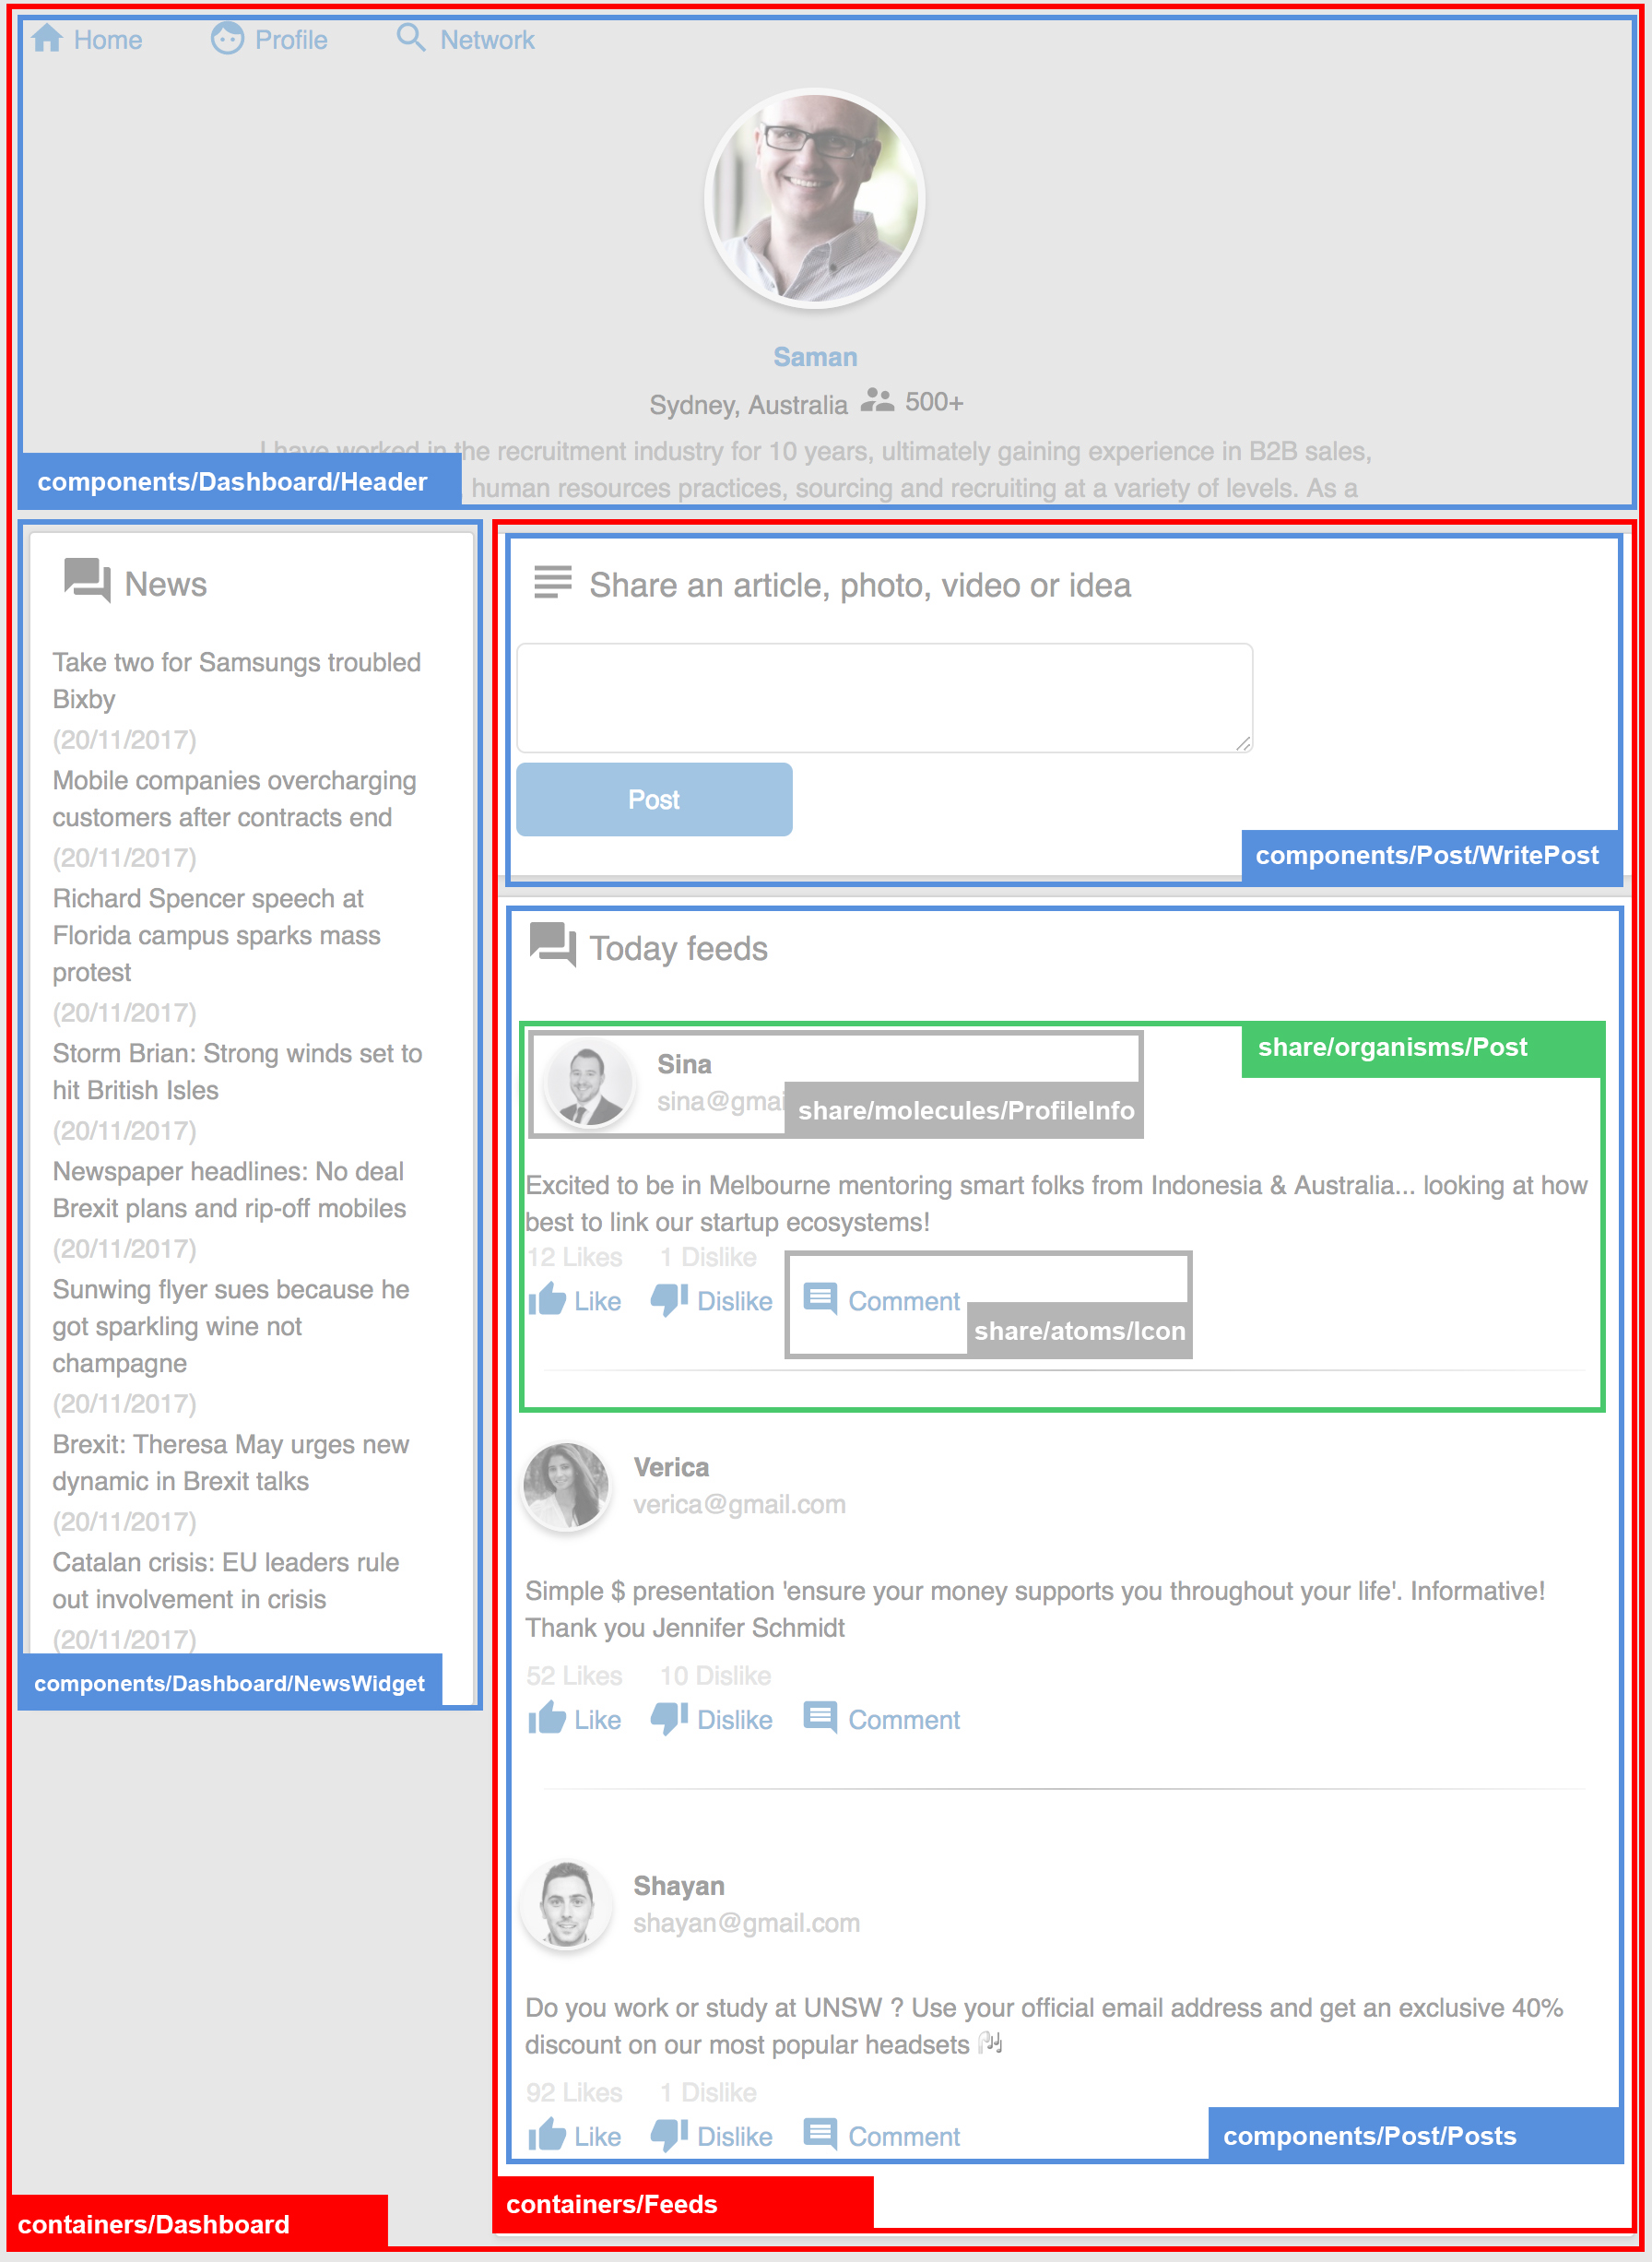 Home Profile Network
Saman
Sydney, Australia 500+
I have worked in the recruitment industry for 10 years, ultimately gaining experience in B2B sales,
human resources practices, sourcing and recruiting at a variety of levels. As a
components/Dashboard/Header
News
Take two for Samsungs troubled
Bixby
(20/11/2017)
Mobile companies overcharging
customers after contracts end
(20/11/2017)
Richard Spencer speech at
Florida campus sparks mass
protest
(20/11/2017)
Storm Brian: Strong winds set to
hit British Isles
(20/11/2017)
Newspaper headlines: No deal
Brexit plans and rip-off mobiles
(20/11/2017)
Sunwing flyer sues because he
got sparkling wine not
champagne
(20/11/2017)
Brexit: Theresa May urges new
dynamic in Brexit talks
(20/11/2017)
Catalan crisis: EU leaders rule
out involvement in crisis
(20/11/2017)
components/Dashboard/NewsWidget
Share an article, photo, video or idea
Post
components/Post/WritePost
Today feeds
share/organisms/Post
Sina
sina@gmai
share/molecules/ProfileInfo
Excited to be in Melbourne mentoring smart folks from Indonesia & Australia... looking at how
best to link our startup ecosystems!
12 Likes 1 Dislike
Like Dislike Comment
share/atoms/Icon
Verica
verica@gmail.com
Simple $ presentation 'ensure your money supports you throughout your life'. Informative!
Thank you Jennifer Schmidt
52 Likes 10 Dislike
Like Dislike Comment
Shayan
shayan@gmail.com
Do you work or study at UNSW ? Use your official email address and get an exclusive 40%
discount on our most popular headsets
92 Likes 1 Dislike
Like Dislike Comment
components/Post/Posts
containers/Feeds
containers/Dashboard